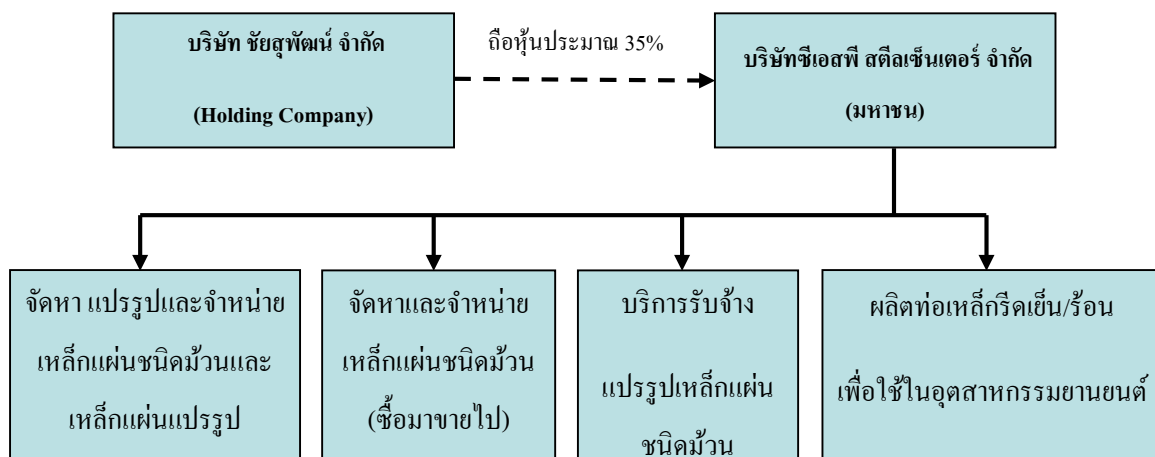 บริษัท ชัยสุพัฒน์ จำกัด
(Holding Company)
ถือหุ้นประมาณ 35%
บริษัทซีเอสพี สตีลเซ็นเตอร์ จำกัด
(มหาชน)
จัดหา แปรรูปและจำหน่าย
เหล็กแผ่นชนิดม้วนและ
เหล็กแผ่นแปรรูป
จัดหาและจำหน่าย
เหล็กแผ่นชนิดม้วน
(ซื้อมาขายไป)
บริการรับจ้าง
แปรรูปเหล็กแผ่น
ชนิดม้วน
ผลิตท่อเหล็กรีดเย็น/ร้อน
เพื่อใช้ในอุตสาหกรรมยานยนต์